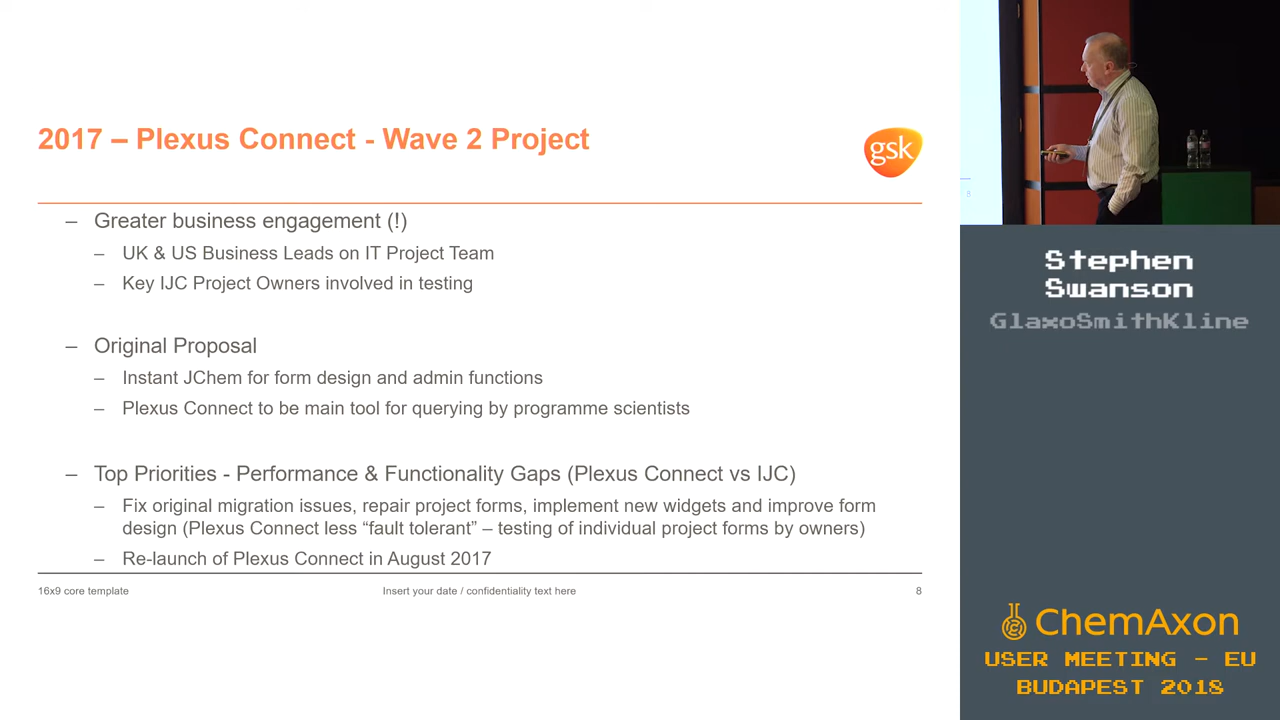 2017 – Plexus Connect - Wave 2 Project
gsk
– Greater business engagement (!)
– UK & US Business Leads on IT Project Team
– Key IJC Project Owners involved in testing
– Original Proposal
– Instant JChem for form design and admin functions
– Plexus Connect to be main tool for querying by programme scientists
– Top Priorities - Performance & Functionality Gaps (Plexus Connect vs IJC)
– Fix original migration issues, repair project forms, implement new widgets and improve form
design (Plexus Connect less “fault tolerant” – testing of individual project forms by owners)
– Re-launch of Plexus Connect in August 2017
16x9 core template
Insert your date / confidentiality text here
8
8
Stephen
Swanson
GlaxoSmithKline
ChemAxon
USER MEETING - EU
BUDAPEST 2018